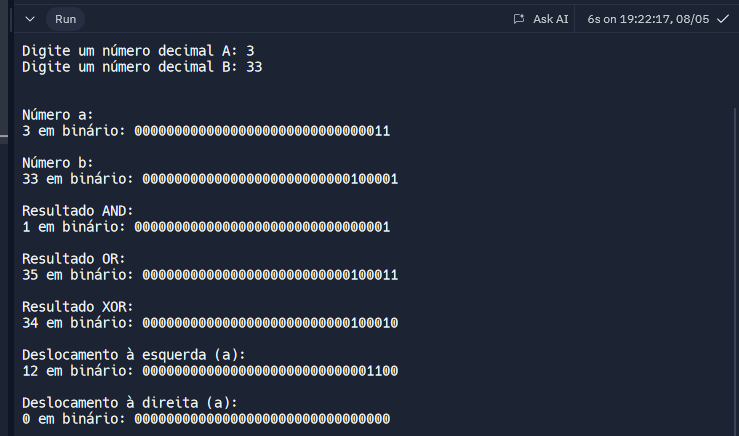 Run
Ask AI
6s on 19:22:17, 08/05
Digite um número decimal A: 3
Digite um número decimal B: 33
Número a:
3 em binário: 00000000000000000000000000000011
Número b:
33 em binário: 00000000000000000000000000100001
Resultado AND:
1 em binário: 00000000000000000000000000000001
Resultado OR:
35 em binário: 00000000000000000000000000100011
Resultado XOR:
34 em binário: 00000000000000000000000000100010
Deslocamento à esquerda (a):
12 em binário: 00000000000000000000000000001100
Deslocamento à direita (a):
0 em binário: 00000000000000000000000000000000